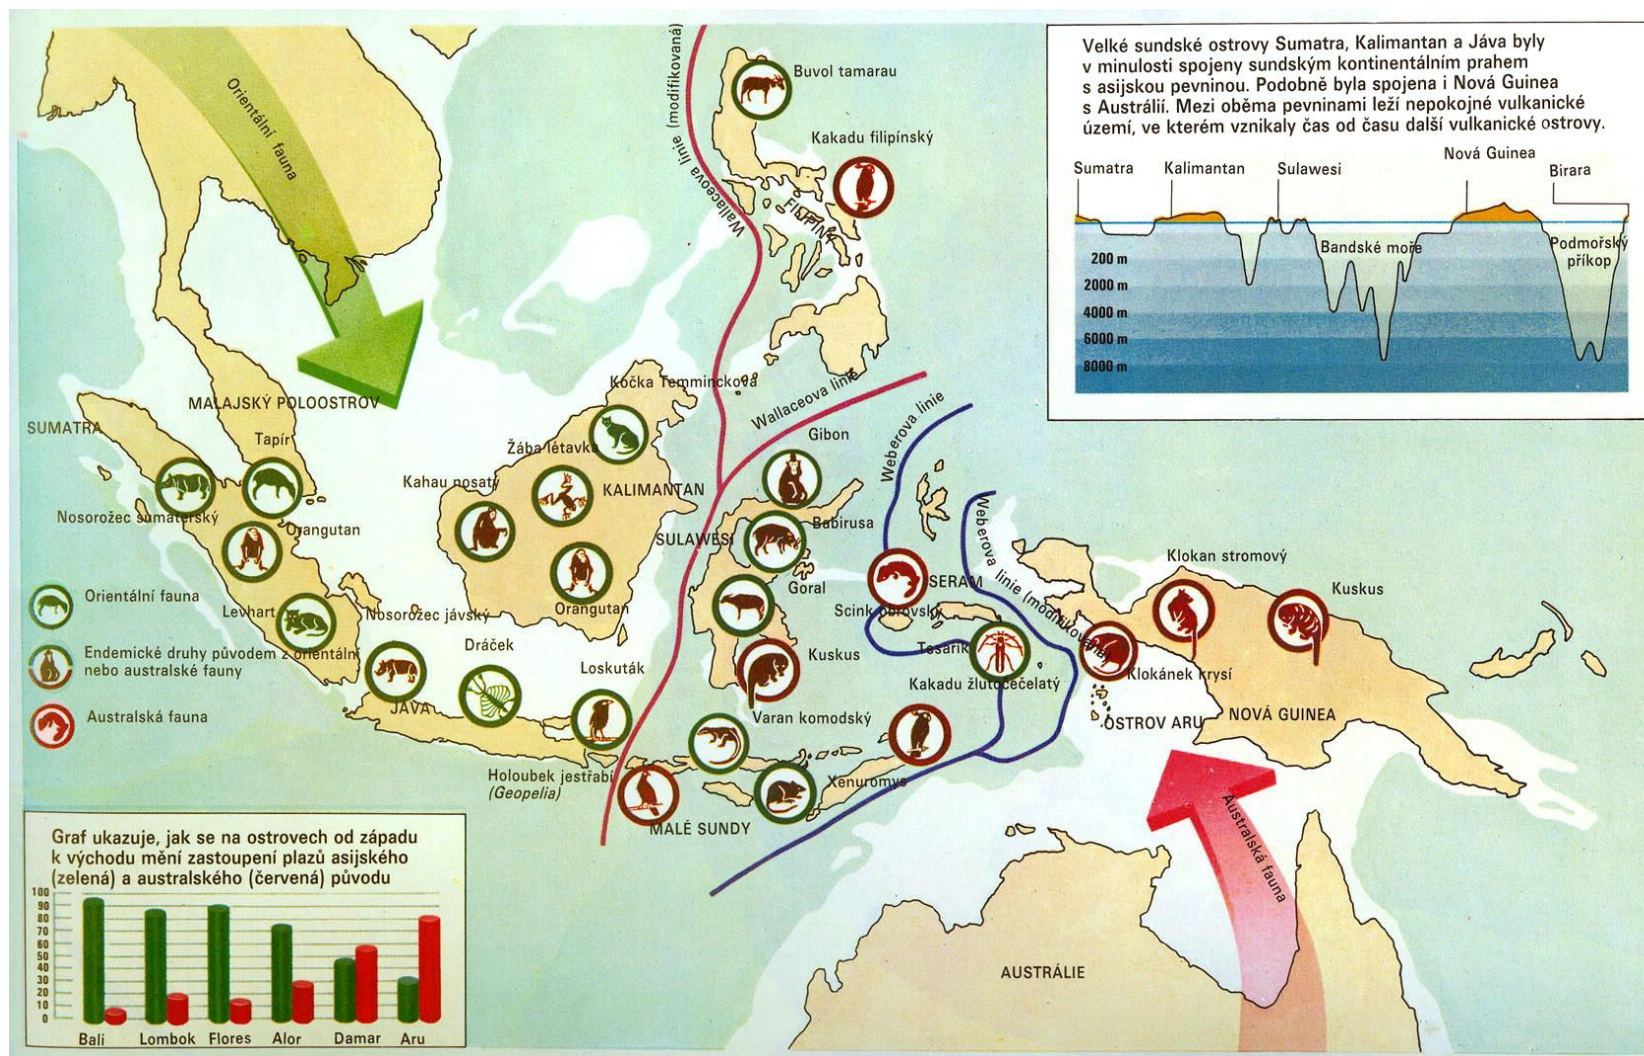 Velké sundské ostrovy Sumatra, Kalimantan a Jáva byly
v minulosti spojeny sundským kontinentálním prahem
s asijskou pevninou. Podobně byla spojena i Nová Guinea
s Austrálií. Mezi oběma pevninami leží nepokojné vulkanické
území, ve kterém vznikaly čas od času další vulkanické ostrovy.
Sumatra
Kalimantan
Sulawesi
Nová Guinea
Birara
Bandské moře
Podmořský
příkop
200 m
2000 m
4000 m
6000 m
8000 m
Orientální fauna
Wallaceova linie (modifikovaná)
Buvol tamarau
Kakadu filipínský
FILIPÍNY
Kočka Temminckova
Wallaceova linie
Weberova linie
MALAJSKÝ POLOOSTROV
SUMATRA
Tapír
Žába létavka
Gibon
Kahau nosatý
KALIMANTAN
Nosorožec sumaterský
Orangutan
SULAWESI
Babirusa
Weberova linie (modifikovaná)
Klokan stromový
Goral
SERAM
Kuskus
Orientální fauna
Levhart
Nosorožec jávský
Orangutan
Scink obrovský
Dráček
Tesařík
Endemické druhy původem z orientální
nebo australské fauny
Loskuták
Kuskus
Kakadu žlutočečelatý
Klokánek krysí
Australská fauna
JÁVA
Varan komodský
OSTROV ARU
NOVÁ GUINEA
Holoubek jestřabí
(Geopelia)
Xenuromys
MALÉ SUNDY
Australská fauna
AUSTRÁLIE
Graf ukazuje, jak se na ostrovech od západu
k východu mění zastoupení plazů asijského
(zelená) a australského (červená) původu
100
90
80
70
60
50
40
30
20
10
0
Bali
Lombok
Flores
Alor
Damar
Aru